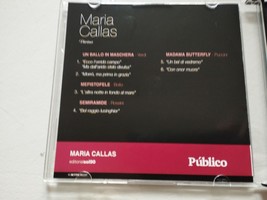 Maria
Callas
UN BALLO IN MASCHERA - Verdi
1. "Ecco l'orrido campo"
"Ma dall'arido stelo divulsa"
2. "Morrò, ma prima in grazia"
MEFISTOFELE - Boito
3. "L'altra notte in fondo al mare"
SEMIRAMIDE - Rossini
4. "Bel raggio lusinghier"
MADAMA BUTTERFLY - Puccini
5. "Un bel dì vedremo"
6. "Con onor muore"
MARIA CALLAS
Público